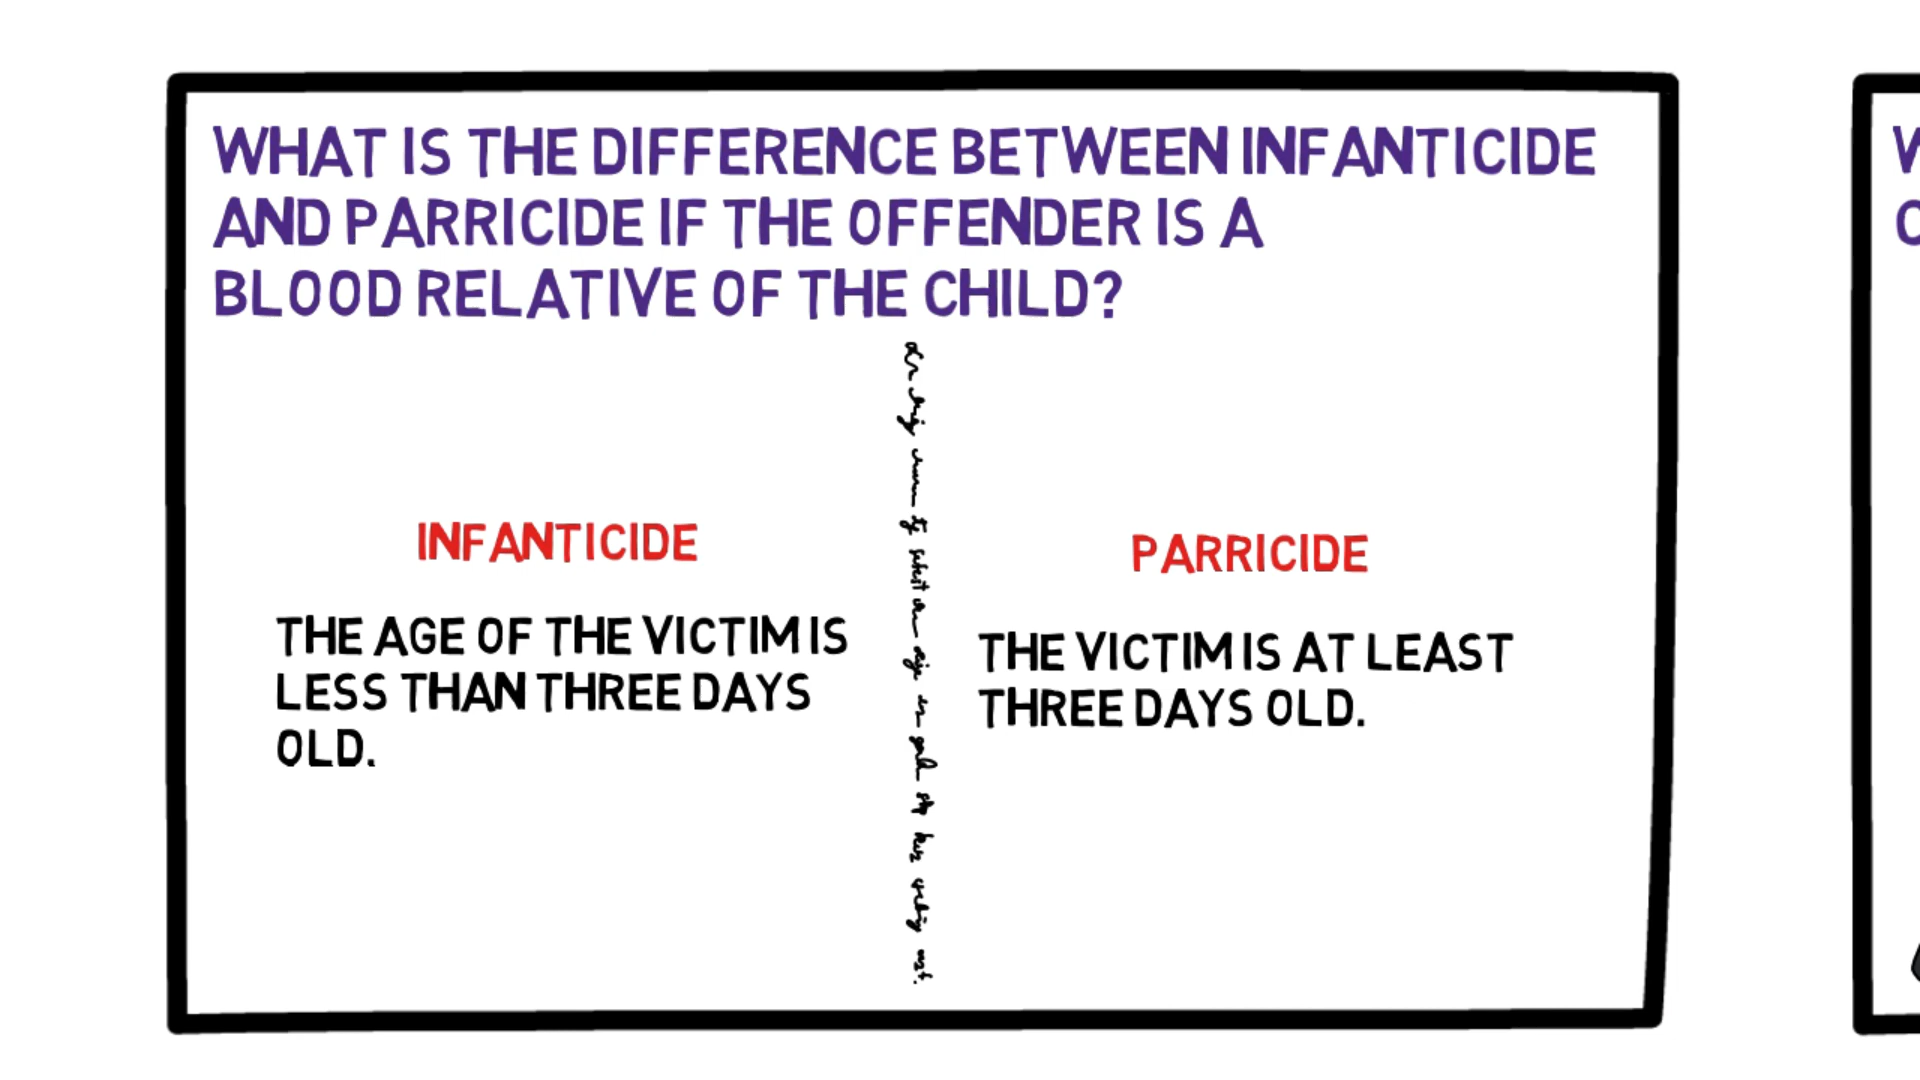 WHAT IS THE DIFFERENCE BETWEEN INFANTICIDE
AND PARRICIDE IF THE OFFENDER IS A
BLOOD RELATIVE OF THE CHILD?
INFANTICIDE
THE AGE OF THE VICTIM IS
LESS THAN THREE DAYS
OLD.
PARRICIDE
THE VICTIM IS AT LEAST
THREE DAYS OLD.